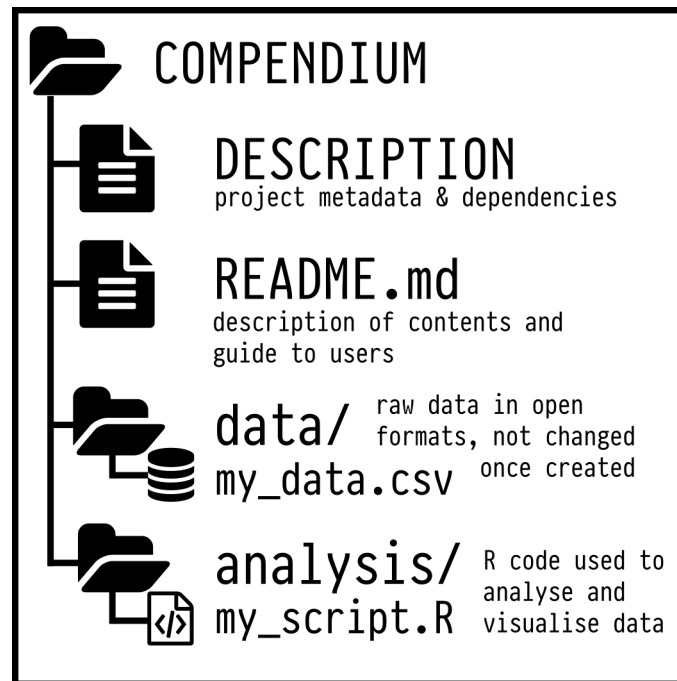 COMPENDIUM
DESCRIPTION
project metadata & dependencies
README.md
description of contents and
guide to users
data/
raw data in open
formats, not changed
once created
my_data.csv
analysis/
R code used to
analyse and
visualise data
my_script.R
</>